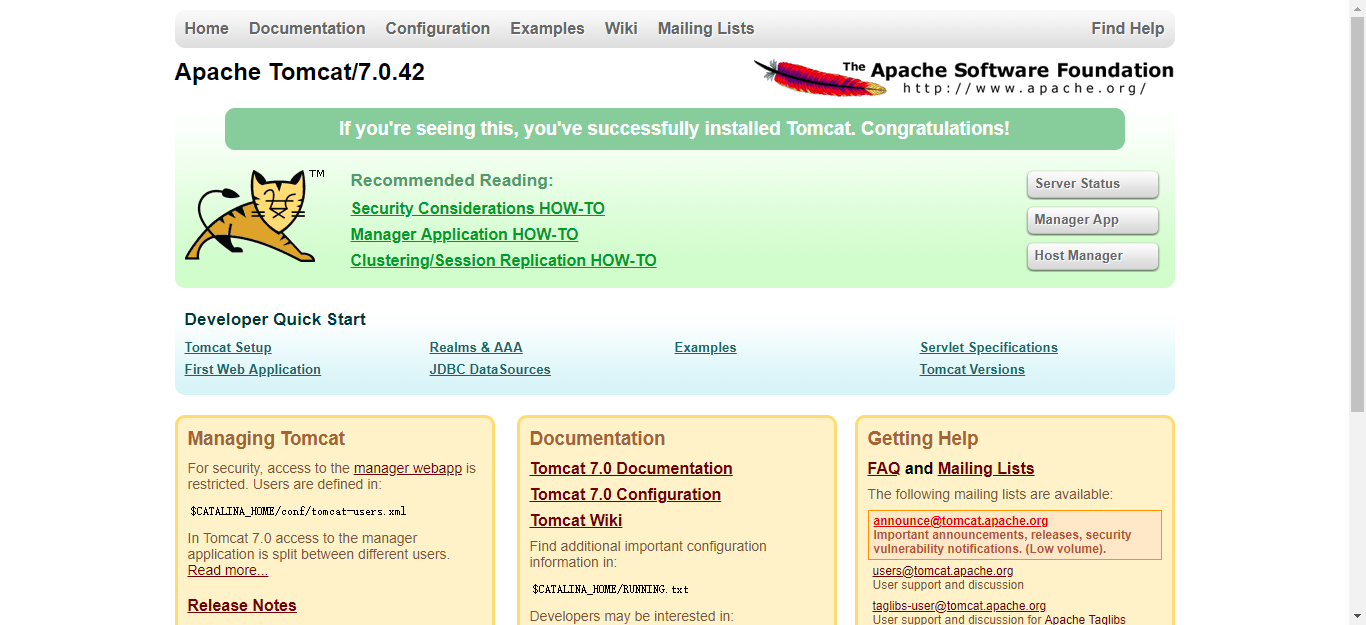 Home Documentation Configuration Examples Wiki Mailing Lists Find Help
Apache Tomcat/7.0.42
The Apache Software Foundation
http://www.apache.org/
If you're seeing this, you've successfully installed Tomcat. Congratulations!
TM
Recommended Reading:
Security Considerations HOW-TO
Manager Application HOW-TO
Clustering/Session Replication HOW-TO
Server Status
Manager App
Host Manager
Developer Quick Start
Tomcat Setup
First Web Application
Realms & AAA
JDBC DataSources
Examples
Servlet Specifications
Tomcat Versions
Managing Tomcat
For security, access to the manager webapp is
restricted. Users are defined in:
$CATALINA_HOME/conf/tomcat-users.xml
In Tomcat 7.0 access to the manager
application is split between different users.
Read more...
Release Notes
Documentation
Tomcat 7.0 Documentation
Tomcat 7.0 Configuration
Tomcat Wiki
Find additional important configuration
information in:
$CATALINA_HOME/RUNNING.txt
Developers may be interested in:
Getting Help
FAQ and Mailing Lists
The following mailing lists are available:
announce@tomcat.apache.org
Important announcements, releases, security
vulnerability notifications. (Low volume).
users@tomcat.apache.org
User support and discussion
taglibs-user@tomcat.apache.org
User support and discussion for Apache Taglibs